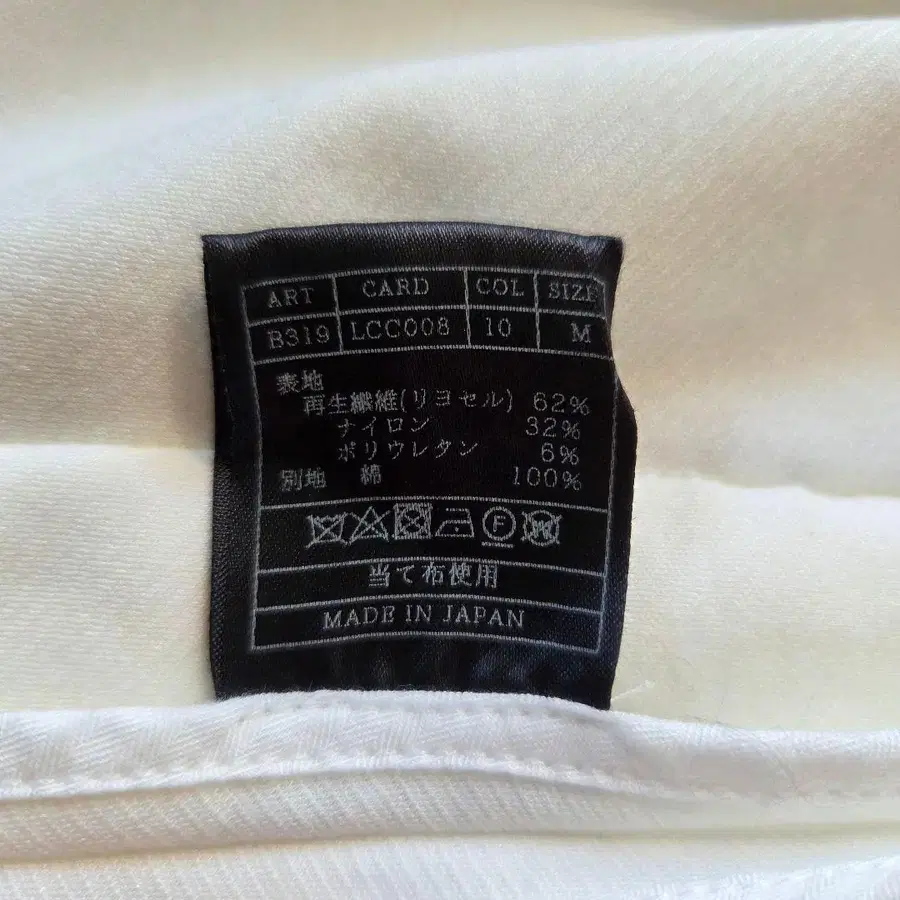 ART CARD COL SIZE
B319 LCC008 10 M
表地
再生繊維(リヨセル) 62%
ナイロン 32%
ポリウレタン 6%
別地 綿 100%
F W
当て布使用
MADE IN JAPAN